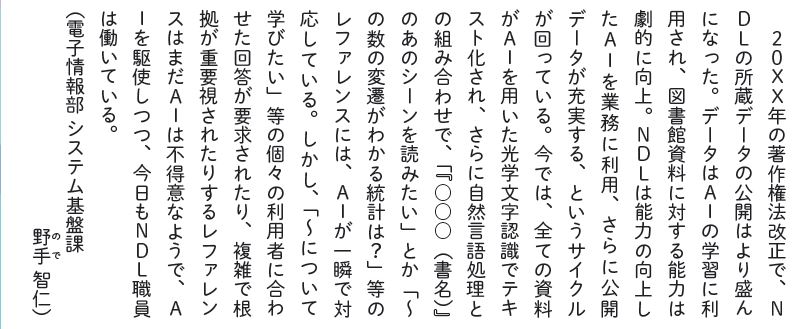 ２０ＸＸ年の著作権法改正で、Ｎ
ＤＬの所蔵データの公開はより盛ん
になった。データはＡＩの学習に利
用され、図書館資料に対する能力は
劇的に向上。ＮＤＬは能力の向上し
たＡＩを業務に利用、さらに公開
データが充実する、というサイクル
が回っている。今では、全ての資料
がＡＩを用いた光学文字認識でテキ
スト化され、さらに自然言語処理と
の組み合わせで、「『〇〇〇（書名）』
のあのシーンを読みたい」とか「〜
の数の変遷がわかる統計は？」等の
レファレンスには、ＡＩが一瞬で対
応している。しかし、「〜について
学びたい」等の個々の利用者に合わ
せた回答が要求されたり、複雑で根
拠が重要視されたりするレファレン
スはまだＡＩは不得意なようで、Ａ
Ｉを駆使しつつ、今日もＮＤＬ職員
は働いている。
（電子情報部 システム基盤課
野手 智仁）
ので